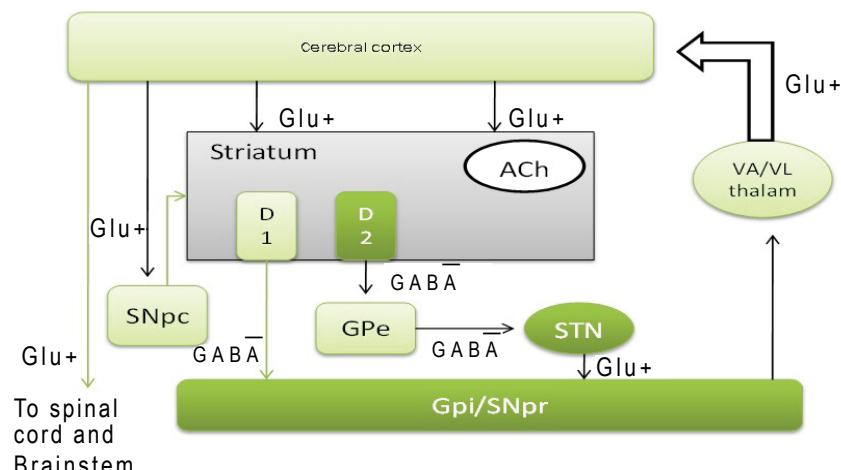 Cerebral cortex
Glu+
Glu+
Glu+
Striatum
ACh
VA/VL
thalam
D
1
D
2
Glu+
GABA̅
SNpc
GPe
STN
GABA̅
GABA̅
Glu+
Glu+
Gpi/SNpr
To spinal
cord and
Brainstem